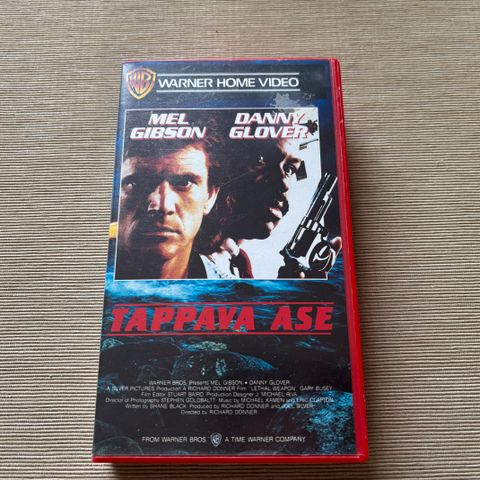 WB WARNER HOME VIDEO
MEL GIBSON
DANNY GLOVER
TAPPAVA ASE
WARNER BROS. Presents MEL GIBSON • DANNY GLOVER
A SILVER PICTURES Production A RICHARD DONNER Film "LETHAL WEAPON" GARY BUSEY
Film Editor STUART BAIRD Production Designer J. MICHAEL RIVA
Director of Photography STEPHEN GOLDBLATT Music by MICHAEL KAMEN and ERIC CLAPTON
Written by SHANE BLACK Produced by RICHARD DONNER and JOEL SILVER
Directed by RICHARD DONNER
FROM WARNER BROS. WB A TIME WARNER COMPANY